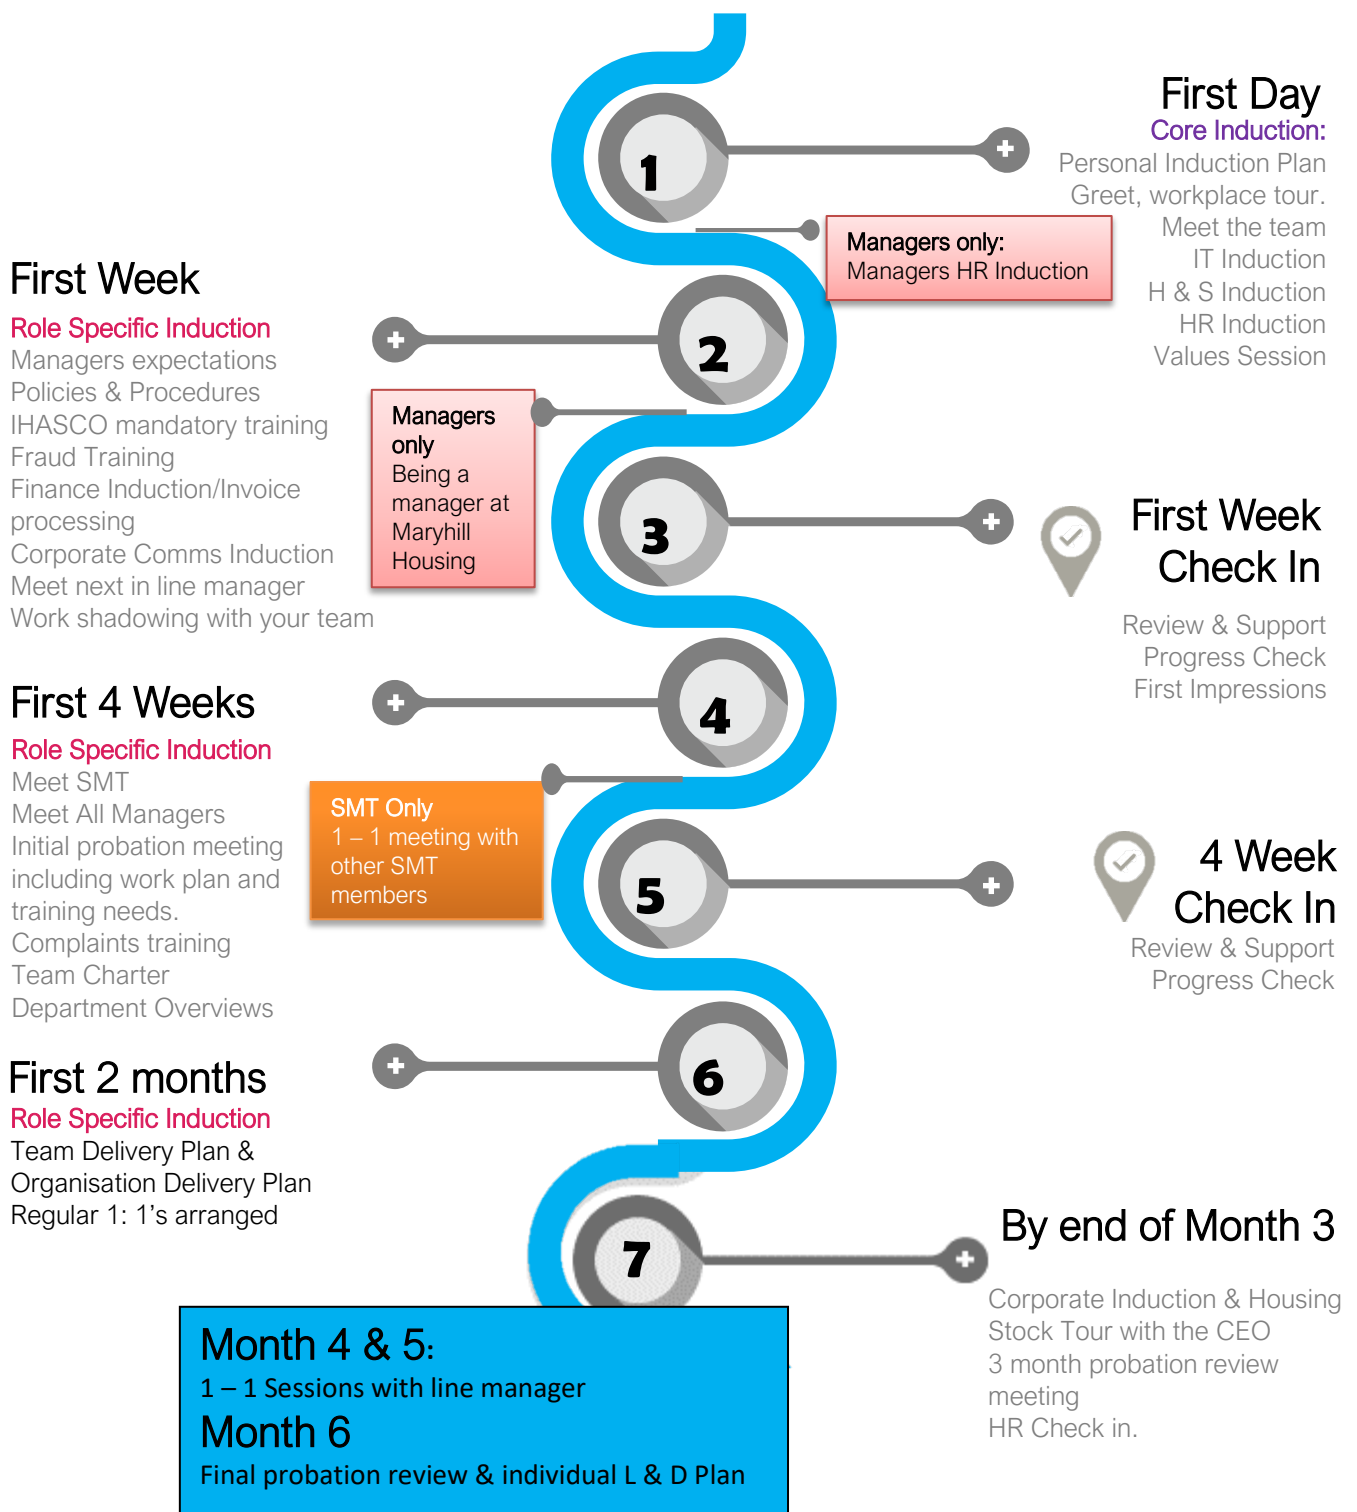 1
First Day
Core Induction:
Personal Induction Plan
Greet, workplace tour.
Meet the team
IT Induction
H & S Induction
HR Induction
Values Session
Managers only:
Managers HR Induction
First Week
Role Specific Induction
Managers expectations
Policies & Procedures
IHASCO mandatory training
Fraud Training
Finance Induction/Invoice
processing
Corporate Comms Induction
Meet next in line manager
Work shadowing with your team
2
Managers
only
Being a
manager at
Maryhill
Housing
3
First Week
Check In
Review & Support
Progress Check
First Impressions
First 4 Weeks
Role Specific Induction
Meet SMT
Meet All Managers
Initial probation meeting
including work plan and
training needs.
Complaints training
Team Charter
Department Overviews
4
SMT Only
1 – 1 meeting with
other SMT
members
5
4 Week
Check In
Review & Support
Progress Check
First 2 months
Role Specific Induction
Team Delivery Plan &
Organisation Delivery Plan
Regular 1: 1’s arranged
6
7
By end of Month 3
Corporate Induction & Housing
Stock Tour with the CEO
3 month probation review
meeting
HR Check in.
Month 4 & 5:
1 – 1 Sessions with line manager
Month 6
Final probation review & individual L & D Plan